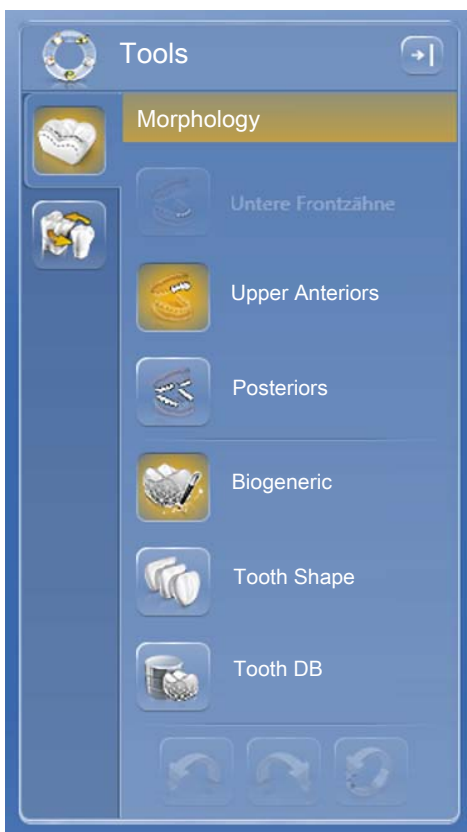 Tools
Morphology
Untere Frontzähne
Upper Anteriors
Posteriors
Biogeneric
Tooth Shape
Tooth DB